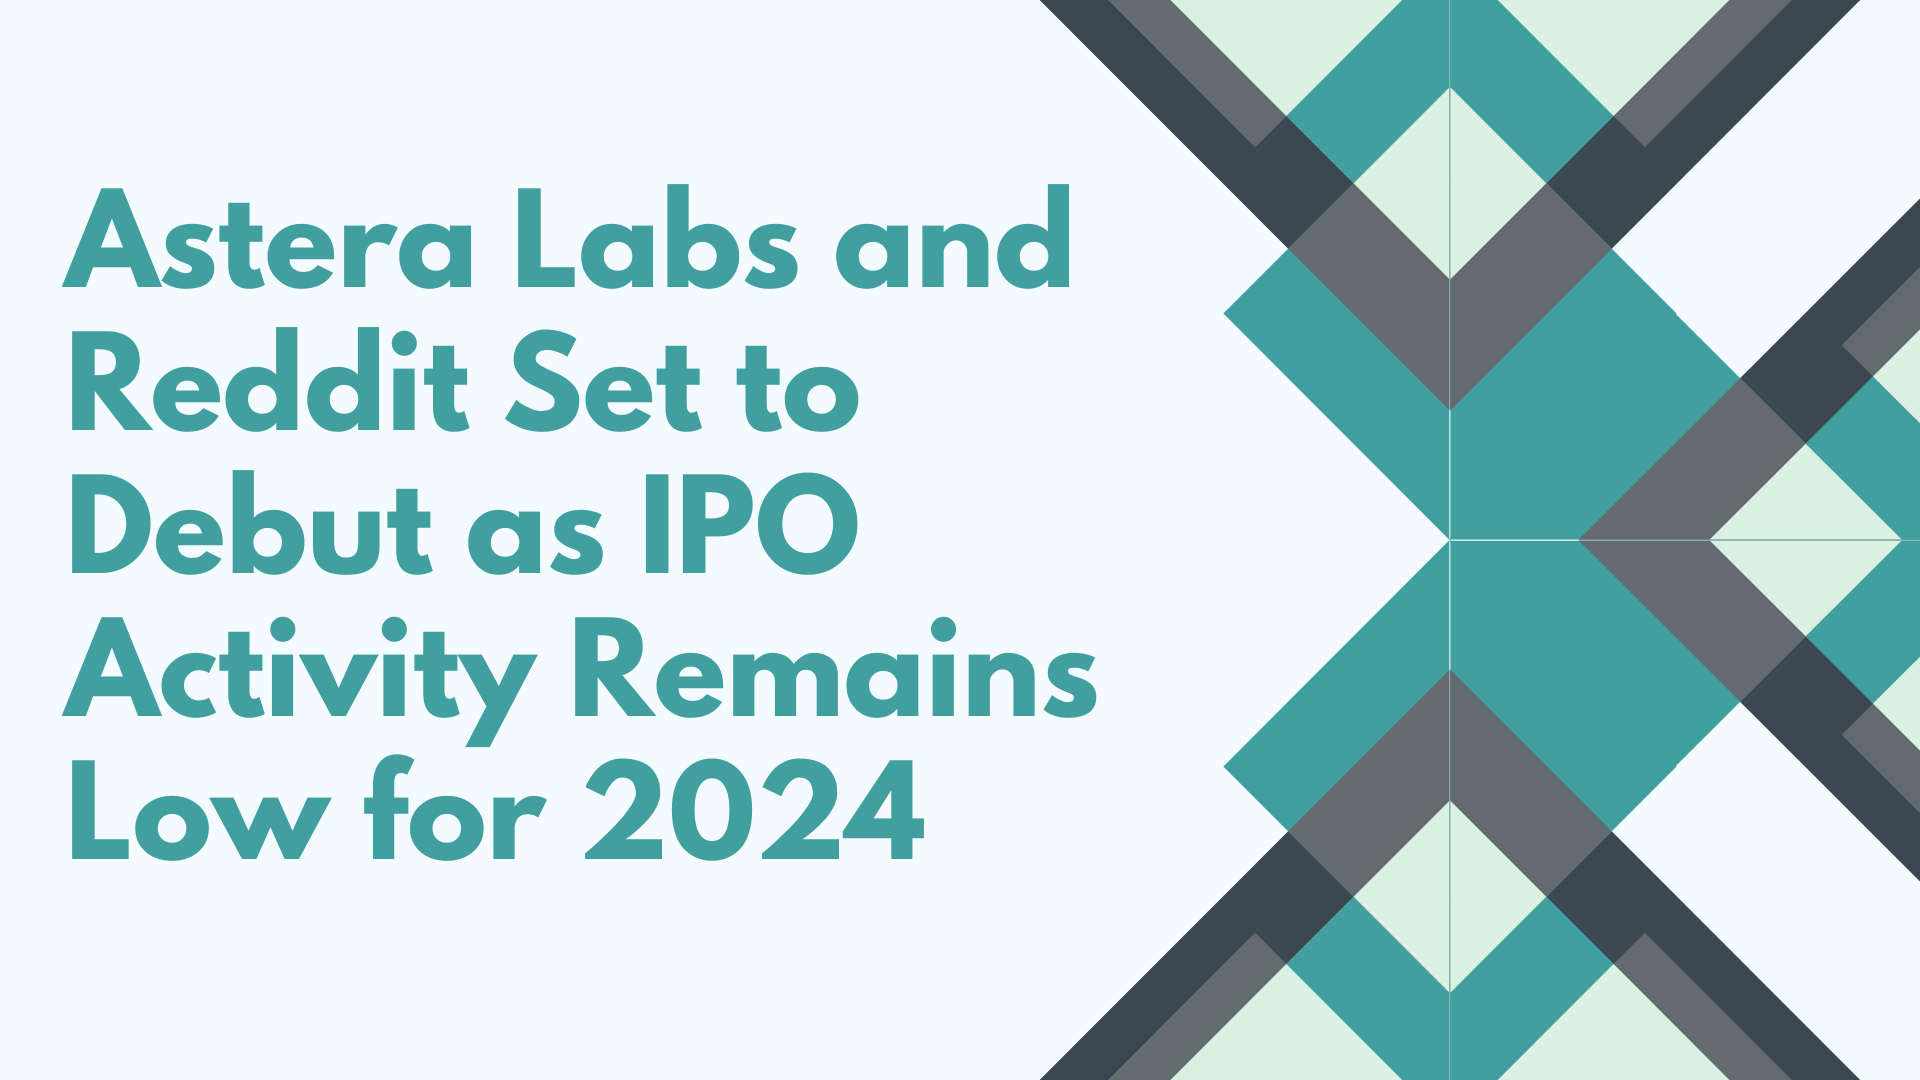 Astera Labs and
Reddit Set to
Debut as IPO
Activity Remains
Low for 2024